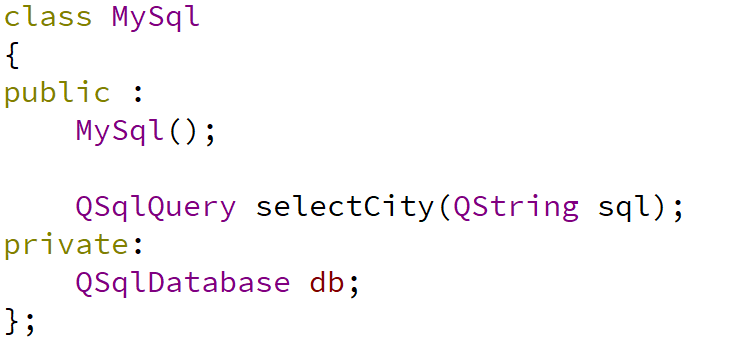 class MySql
{
public :
    MySql();

    QSqlQuery selectCity(QString sql);
private:
    QSqlDatabase db;
};